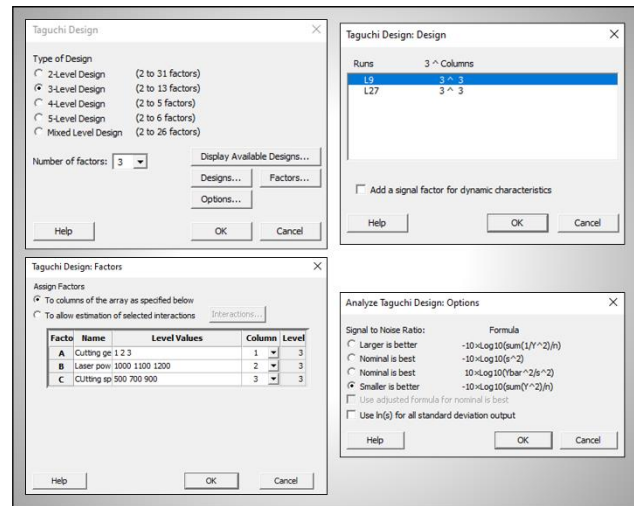 Taguchi Design
Type of Design
2-Level Design (2 to 31 factors)
3-Level Design (2 to 13 factors)
4-Level Design (2 to 5 factors)
5-Level Design (2 to 6 factors)
Mixed Level Design (2 to 26 factors)
Number of factors: 3
Display Available Designs...
Designs... Factors...
Options...
Help OK Cancel
Taguchi Design: Design
Runs 3 ^ Columns
L9 3 ^ 3
L27 3 ^ 3
Add a signal factor for dynamic characteristics
Help OK Cancel
Taguchi Design: Factors
Assign Factors
To columns of the array as specified below
To allow estimation of selected interactions Interactions...
Facto Name Level Values Column Level
A Cutting ge 1 2 3 1 3
B Laser pow 1000 1100 1200 2 3
C CUtting sp 500 700 900 3 3
Help OK Cancel
Analyze Taguchi Design: Options
Signal to Noise Ratio: Formula
Larger is better -10×Log10(sum(1/Y^2)/n)
Nominal is best -10×Log10(s^2)
Nominal is best 10×Log10(Ybar^2/s^2)
Smaller is better -10×Log10(sum(Y^2)/n)
Use adjusted formula for nominal is best
Use ln(s) for all standard deviation output
Help OK Cancel